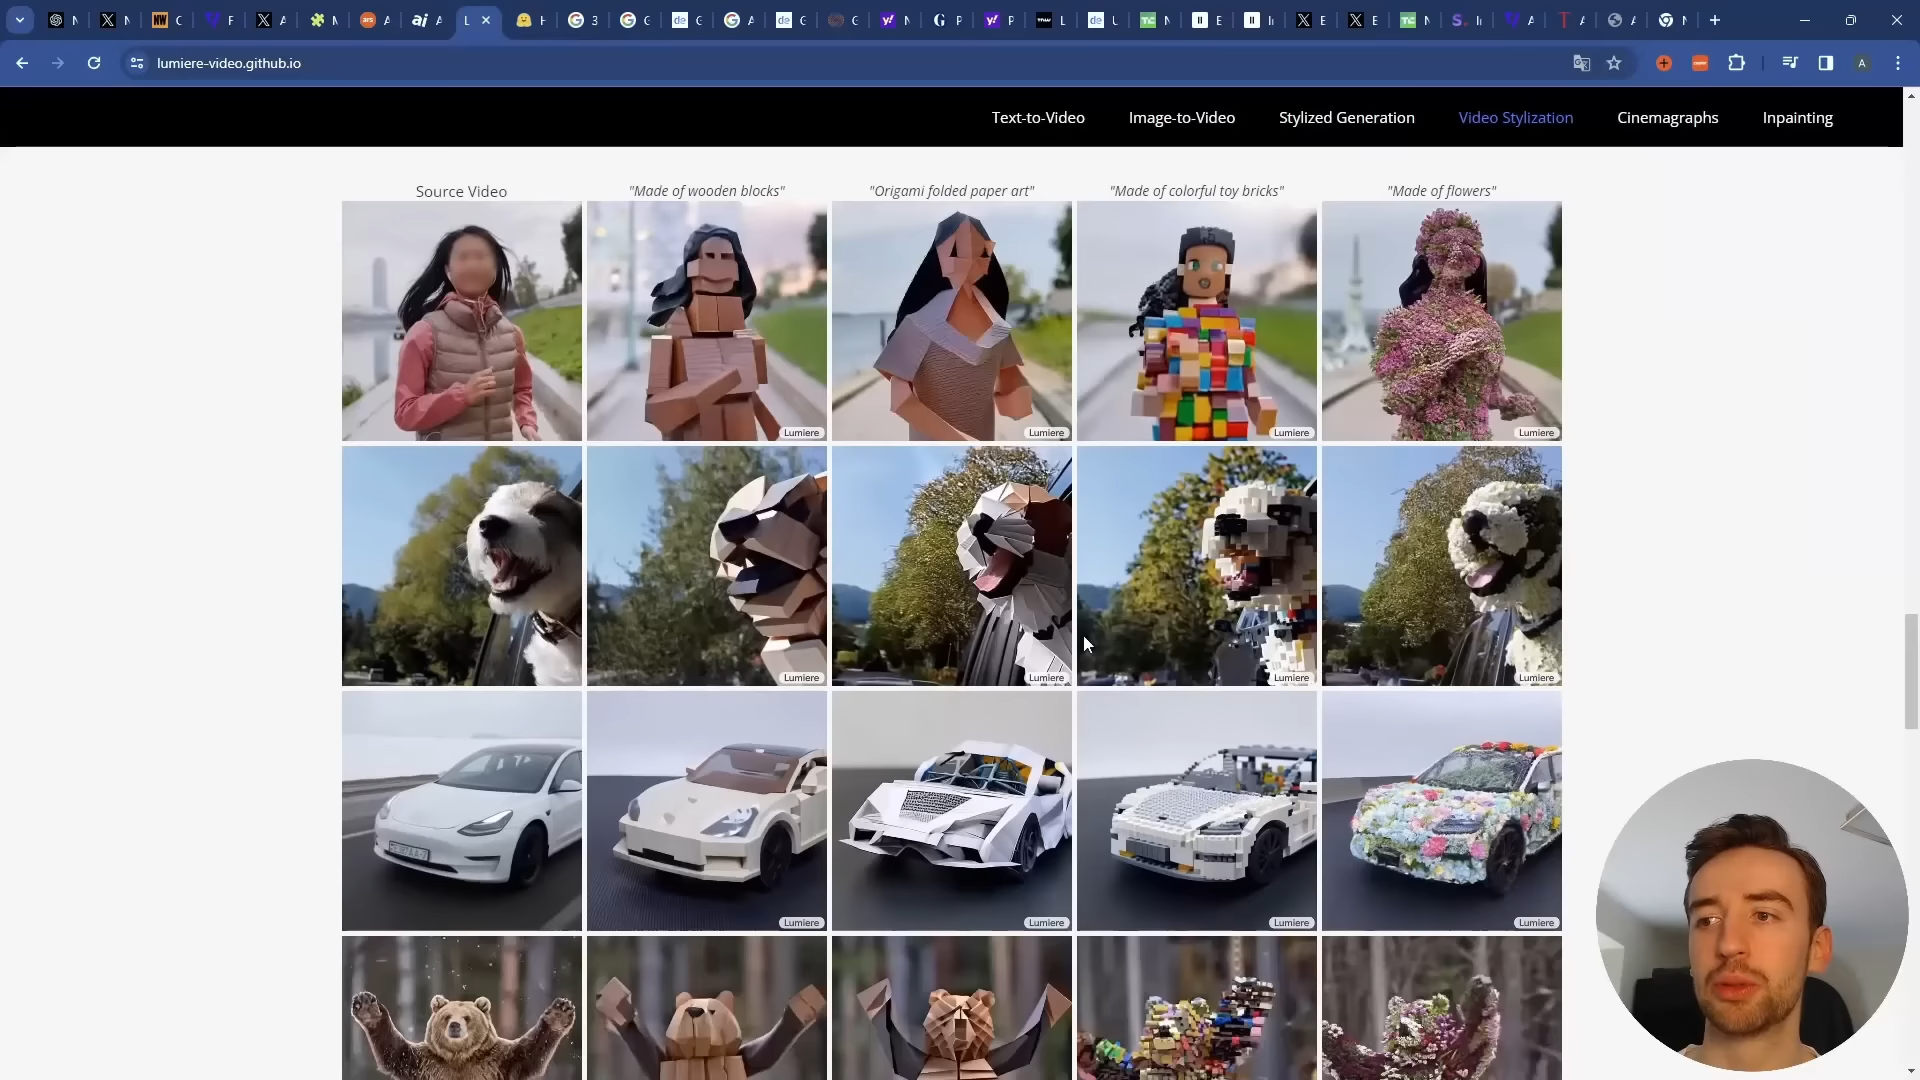 lumiere-video.github.io
Text-to-Video Image-to-Video Stylized Generation Video Stylization Cinemagraphs Inpainting
Source Video "Made of wooden blocks" "Origami folded paper art" "Made of colorful toy bricks" "Made of flowers"
Lumiere Lumiere Lumiere Lumiere
Lumiere Lumiere Lumiere Lumiere
Lumiere Lumiere Lumiere Lumiere